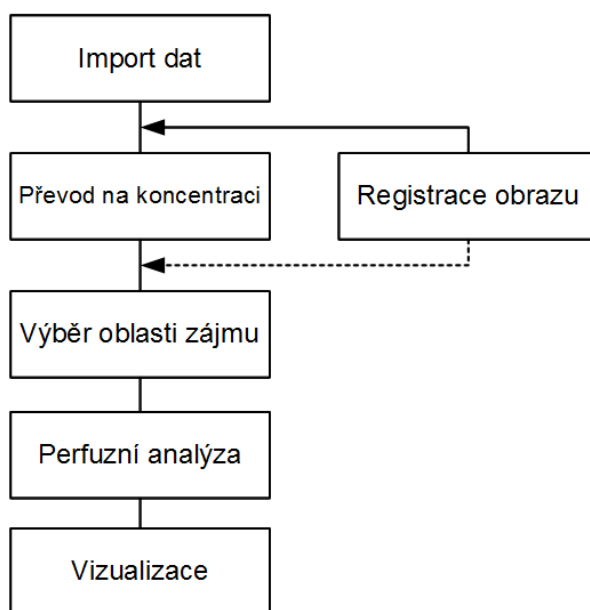 Import dat
Převod na koncentraci
Registrace obrazu
Výběr oblasti zájmu
Perfuzní analýza
Vizualizace